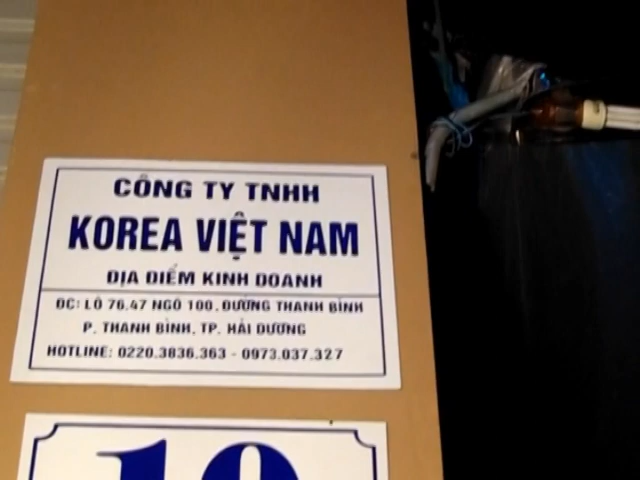 CÔNG TY TNHH
KOREA VIỆT NAM
ĐỊA ĐIỂM KINH DOANH
ĐC: LÔ 76.47 NGÕ 100, ĐƯỜNG THANH BÌNH
P. THANH BÌNH, TP. HẢI DƯƠNG
HOTLINE: 0220.3836.363 - 0973.037.327